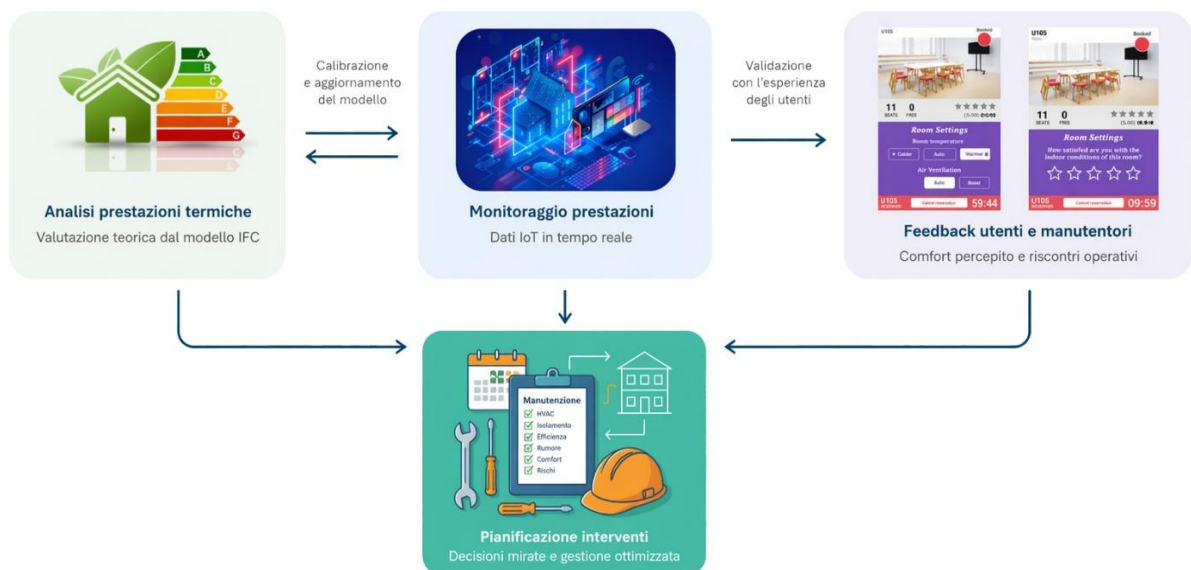 A
B
C
D
E
F
G
Analisi prestazioni termiche
Valutazione teorica dal modello IFC
Calibrazione
e aggiornamento
del modello
Monitoraggio prestazioni
Dati IoT in tempo reale
Validazione
con l'esperienza
degli utenti
U105
Booked
11
0
SEATS
FREE
Room Settings
Room temperature
Colder
Auto
Warmer
Air Ventilation
Auto
Boost
U105
RESERVED
Cancel reservation
59:44
U105
Booked
11
0
SEATS
FREE
(5.00)
Room Settings
How satisfied are you with the
indoor conditions of this room?
U105
RESERVED
Cancel reservation
09:59
Feedback utenti e manutentori
Comfort percepito e riscontri operativi
Manutenzione
HVAC
Isolamento
Efficienza
Rumore
Comfort
Rischi
Pianificazione interventi
Decisioni mirate e gestione ottimizzata